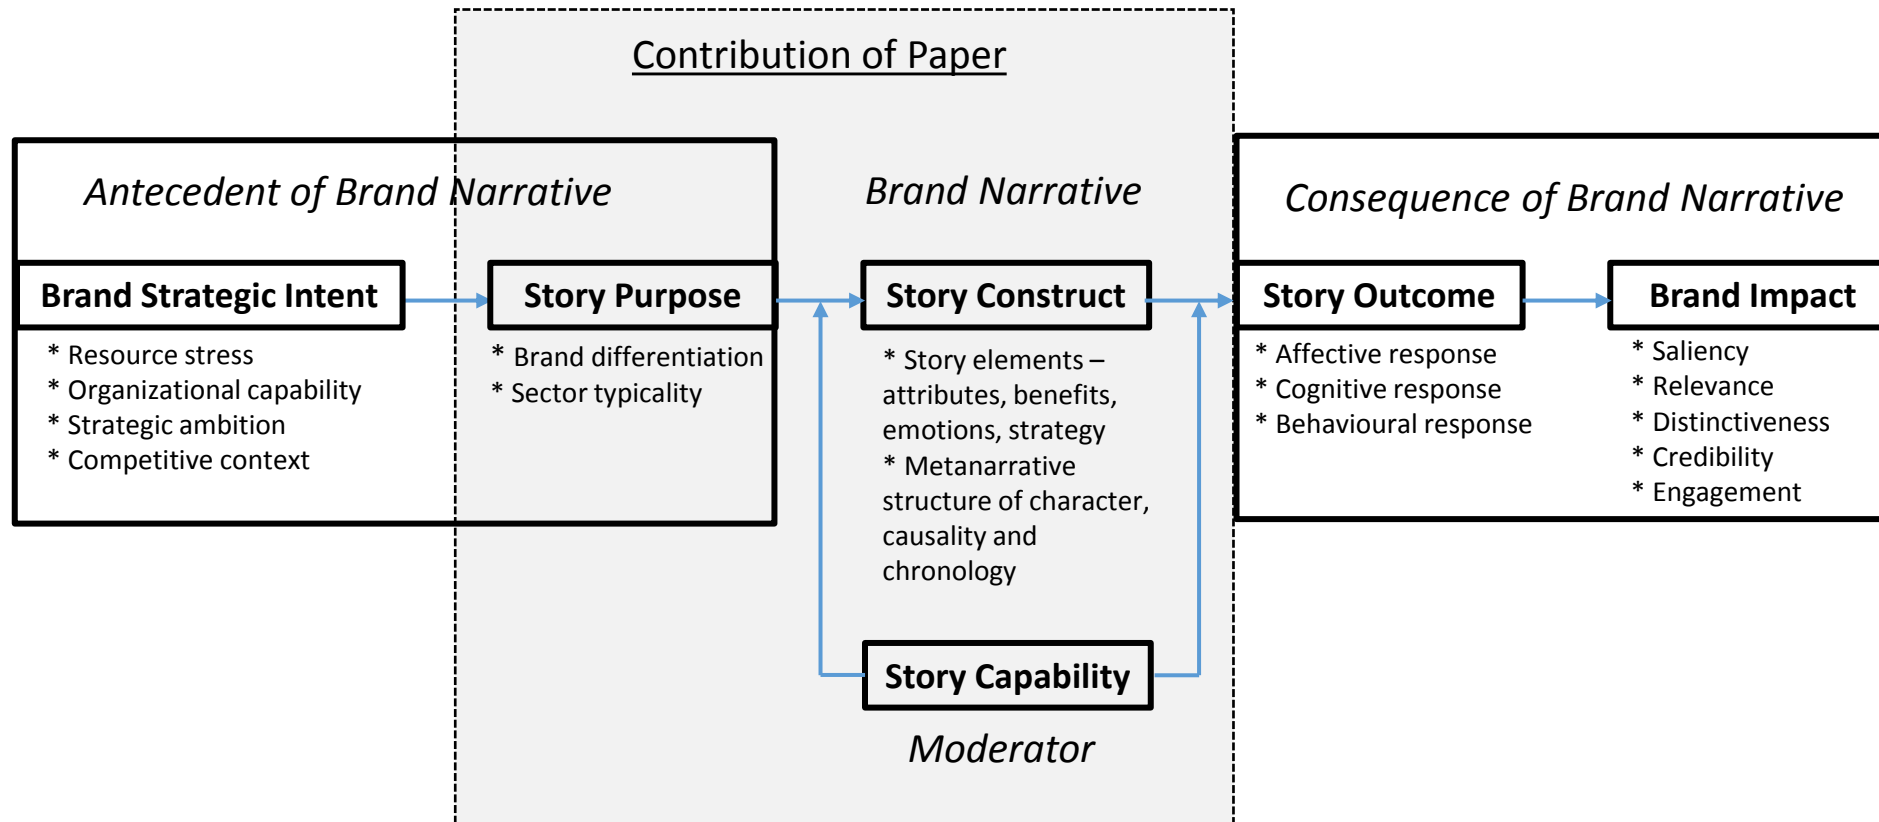 Contribution of Paper
Antecedent of Brand Narrative
Brand Narrative
Consequence of Brand Narrative
Brand Strategic Intent
* Resource stress
* Organizational capability
* Strategic ambition
* Competitive context
Story Purpose
* Brand differentiation
* Sector typicality
Story Construct
* Story elements –
attributes, benefits,
emotions, strategy
* Metanarrative
structure of character,
causality and
chronology
Story Capability
Moderator
Story Outcome
* Affective response
* Cognitive response
* Behavioural response
Brand Impact
* Saliency
* Relevance
* Distinctiveness
* Credibility
* Engagement